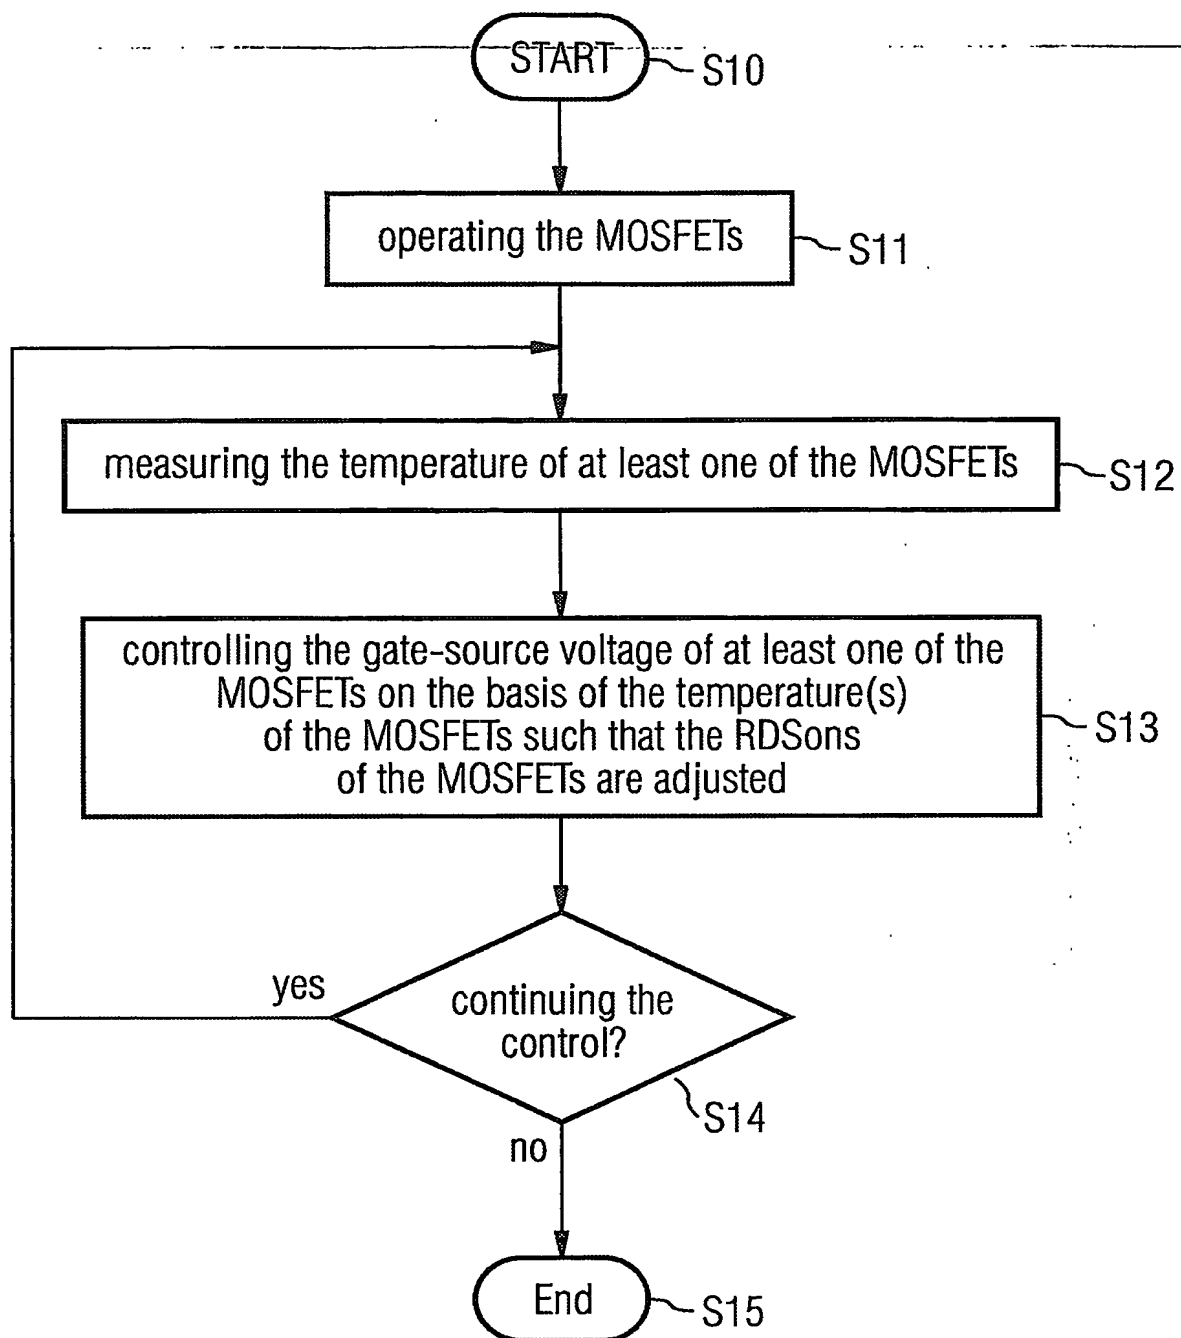 START
S10
operating the MOSFETs
S11
measuring the temperature of at least one of the MOSFETs
S12
controlling the gate-source voltage of at least one of the
MOSFETs on the basis of the temperature(s)
of the MOSFETs such that the RDSons
of the MOSFETs are adjusted
S13
yes
continuing the
control?
S14
no
End
S15